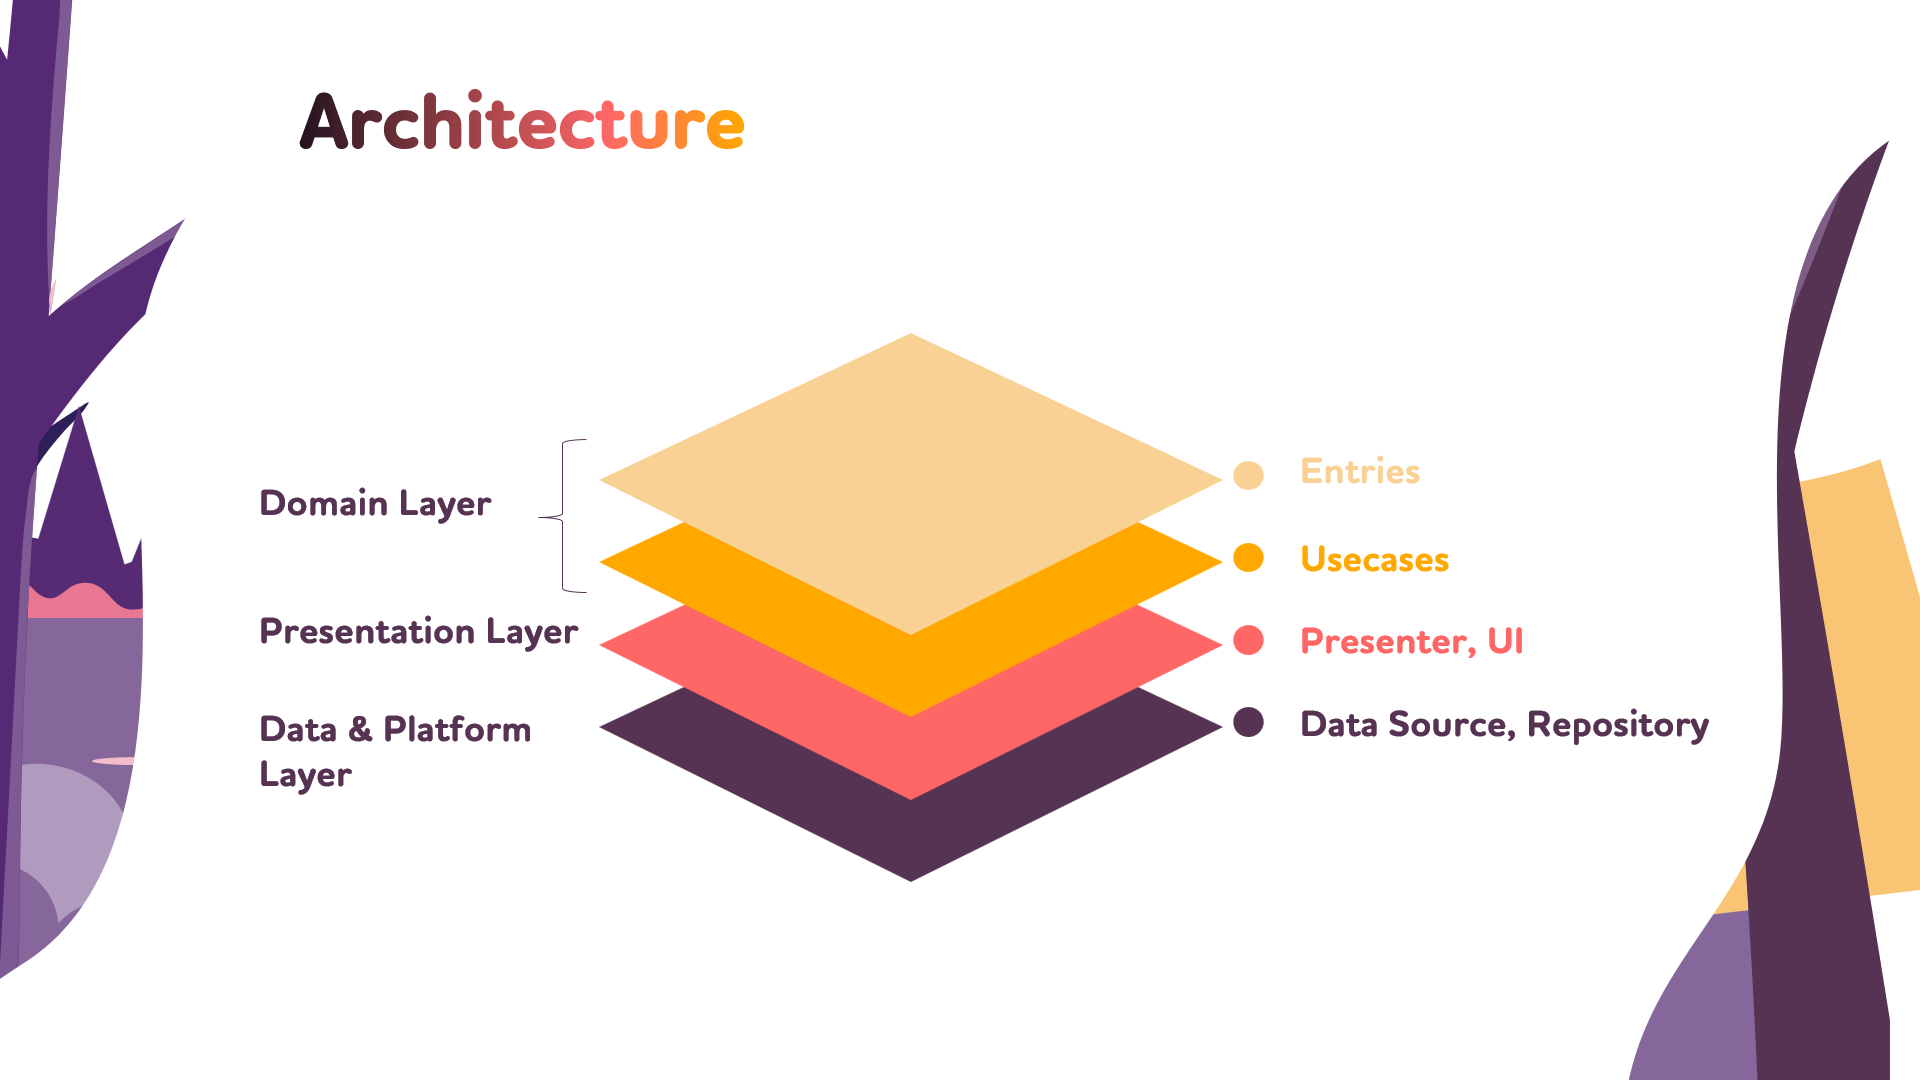 Architecture
Domain Layer
Presentation Layer
Data & Platform
Layer
Entries
Usecases
Presenter, UI
Data Source, Repository